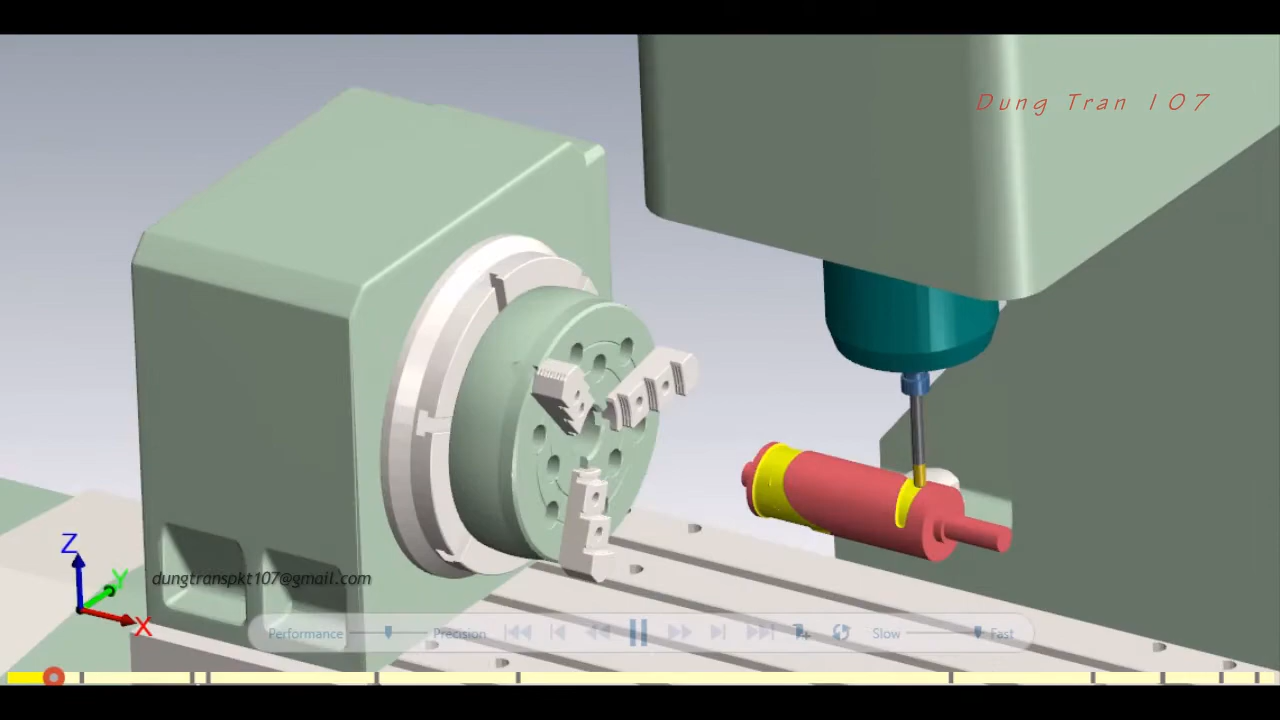 Dung Tran 107
Z
Y
dungtranspkt107@gmail.com
X
Performance
Precision
Slow
Fast